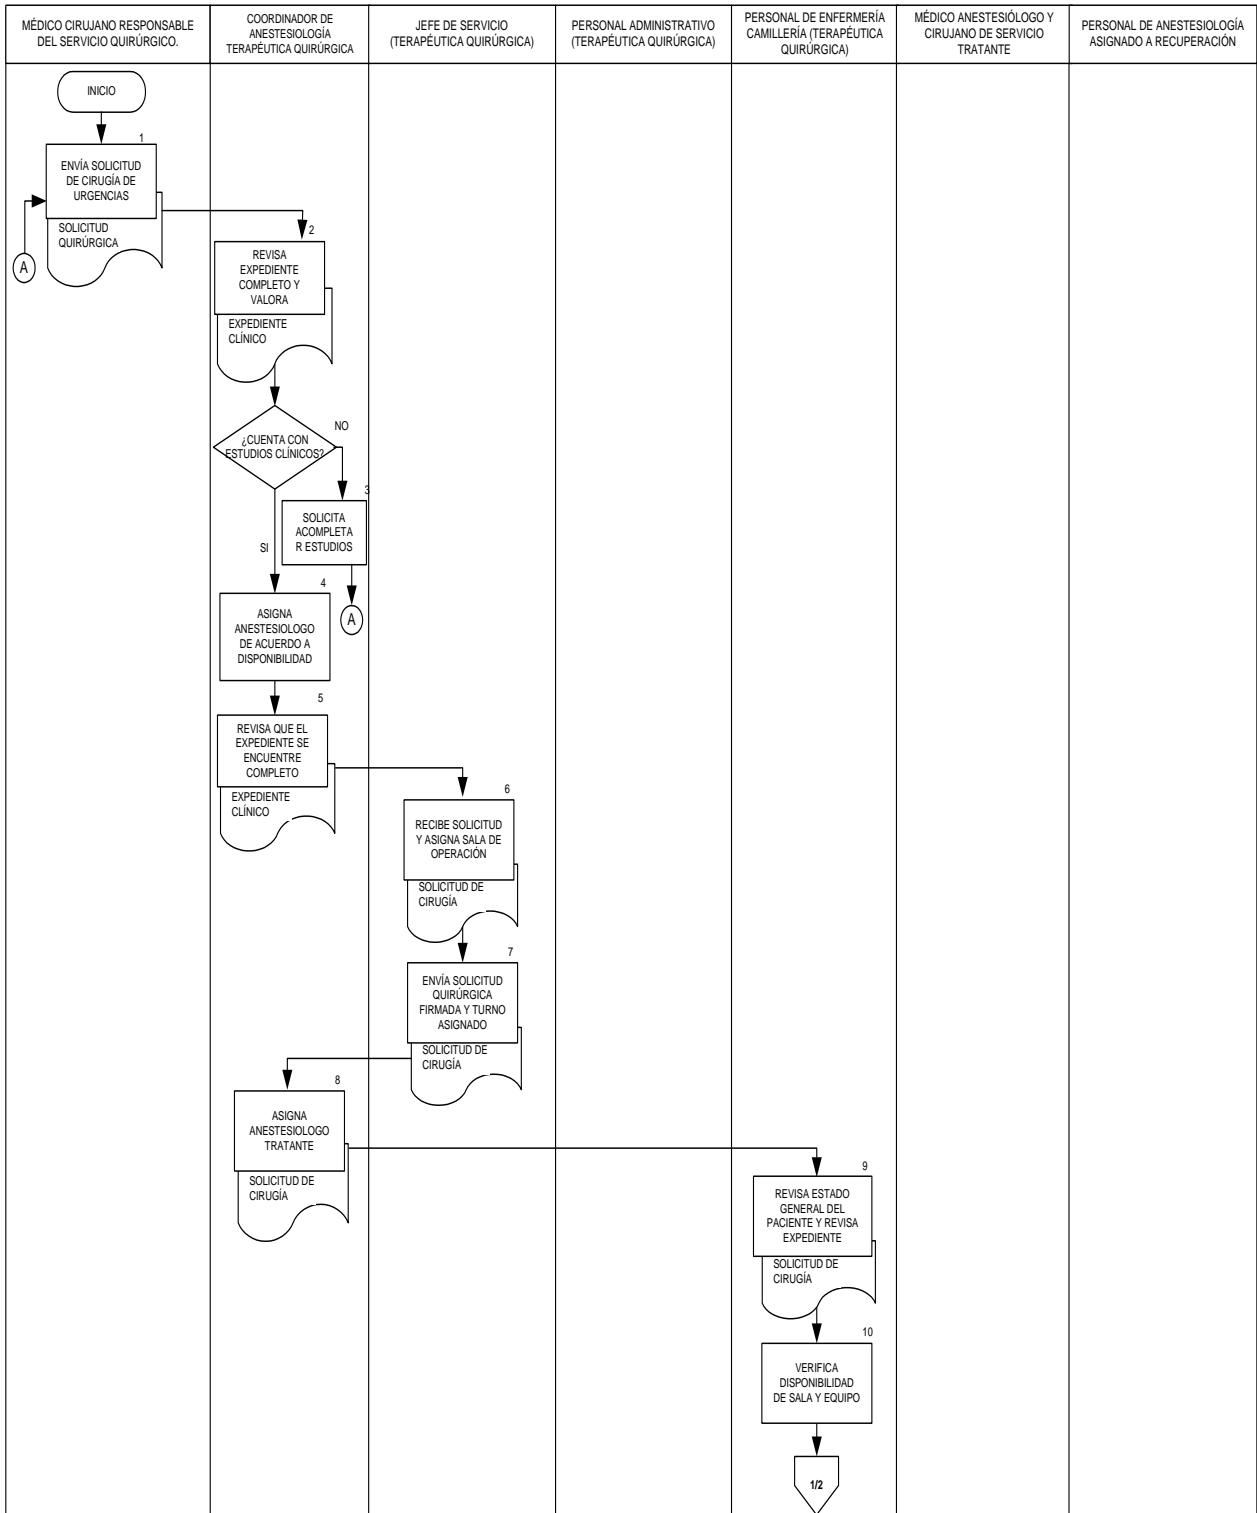 MÉDICO CIRUJANO RESPONSABLE
DEL SERVICIO QUIRÚRGICO.
COORDINADOR DE
ANESTESIOLOGÍA
TERAPÉUTICA QUIRÚRGICA
JEFE DE SERVICIO
(TERAPÉUTICA QUIRÚRGICA)
PERSONAL ADMINISTRATIVO
(TERAPÉUTICA QUIRÚRGICA)
PERSONAL DE ENFERMERÍA
CAMILLERÍA (TERAPÉUTICA
QUIRÚRGICA)
MÉDICO ANESTESIÓLOGO Y
CIRUJANO DE SERVICIO
TRATANTE
PERSONAL DE ANESTESIOLOGÍA
ASIGNADO A RECUPERACIÓN
INICIO
1
ENVÍA SOLICITUD
DE CIRUGÍA DE
URGENCIAS
SOLICITUD
QUIRÚRGICA
A
2
REVISA
EXPEDIENTE
COMPLETO Y
VALORA
EXPEDIENTE
CLÍNICO
¿CUENTA CON
ESTUDIOS CLÍNICOS?
NO
3
SOLICITA
ACOMPLETA
R ESTUDIOS
A
SI
4
ASIGNA
ANESTESIOLOGO
DE ACUERDO A
DISPONIBILIDAD
5
REVISA QUE EL
EXPEDIENTE SE
ENCUENTRE
COMPLETO
EXPEDIENTE
CLÍNICO
6
RECIBE SOLICITUD
Y ASIGNA SALA DE
OPERACIÓN
SOLICITUD DE
CIRUGÍA
7
ENVÍA SOLICITUD
QUIRÚRGICA
FIRMADA Y TURNO
ASIGNADO
SOLICITUD DE
CIRUGÍA
8
ASIGNA
ANESTESIOLOGO
TRATANTE
SOLICITUD DE
CIRUGÍA
9
REVISA ESTADO
GENERAL DEL
PACIENTE Y REVISA
EXPEDIENTE
SOLICITUD DE
CIRUGÍA
10
VERIFICA
DISPONIBILIDAD
DE SALA Y EQUIPO
1/2